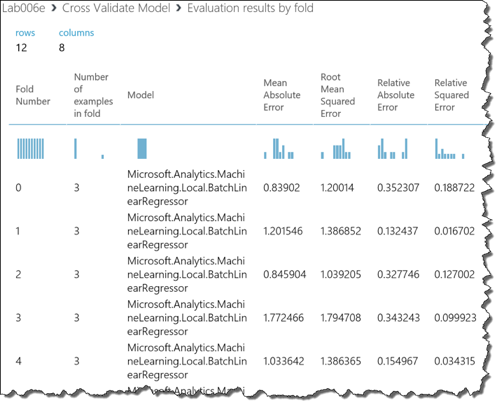 Lab006e > Cross Validate Model > Evaluation results by fold
rows columns
12 8
Fold Number Number of examples in fold Model Mean Absolute Error Root Mean Squared Error Relative Absolute Error Relative Squared Error
0 3 Microsoft.Analytics.MachineLearning.Local.BatchLinearRegressor 0.83902 1.20014 0.352307 0.188722
1 3 Microsoft.Analytics.MachineLearning.Local.BatchLinearRegressor 1.201546 1.386852 0.132437 0.016702
2 3 Microsoft.Analytics.MachineLearning.Local.BatchLinearRegressor 0.845904 1.039205 0.327746 0.127002
3 3 Microsoft.Analytics.MachineLearning.Local.BatchLinearRegressor 1.772466 1.794708 0.343243 0.099923
4 3 Microsoft.Analytics.MachineLearning.Local.BatchLinearRegressor 1.033642 1.386365 0.154967 0.034315